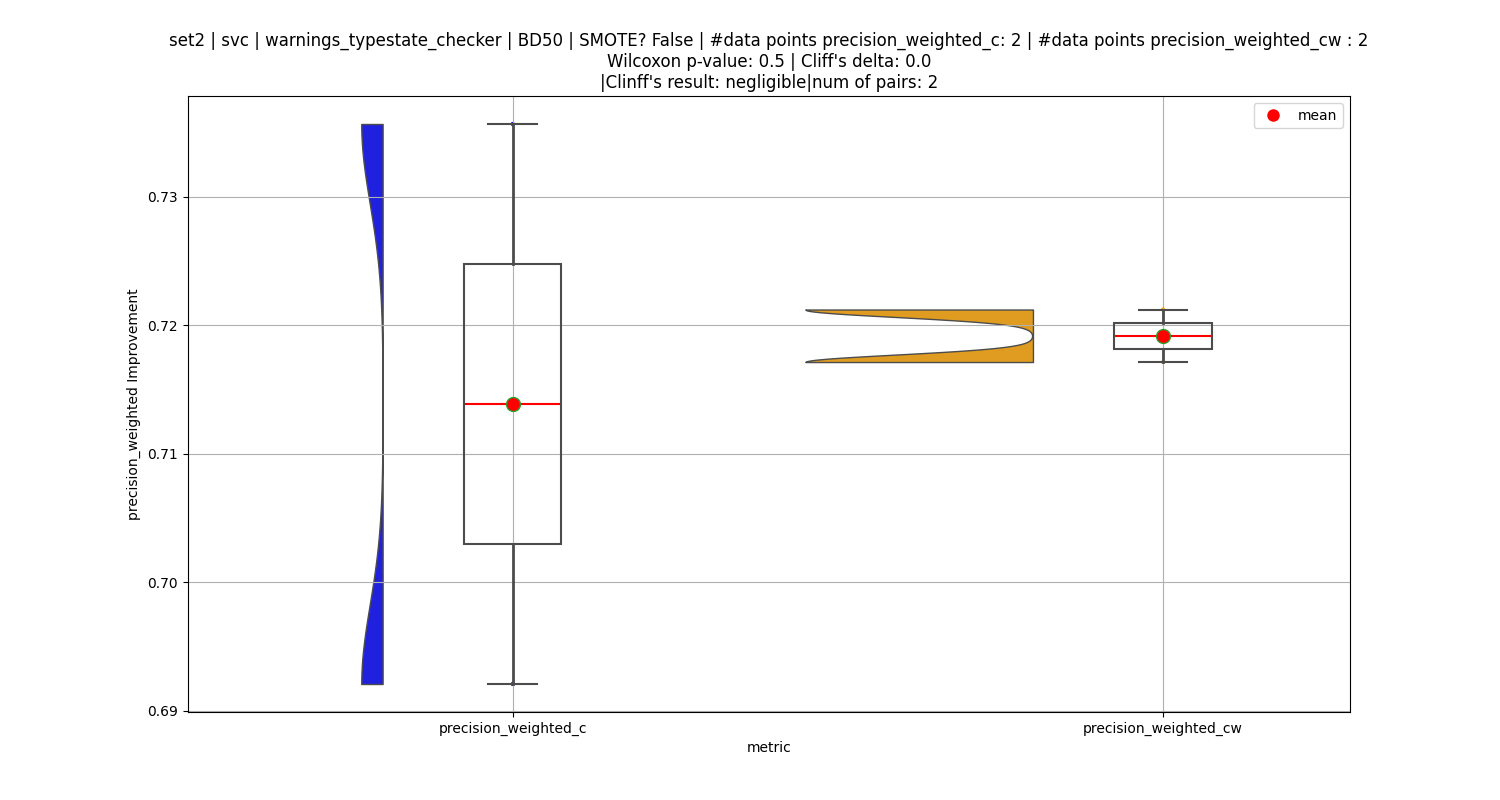 set2 | svc | warnings_typestate_checker | BD50 | SMOTE? False | #data points precision_weighted_c: 2 | #data points precision_weighted_cw : 2
Wilcoxon p-value: 0.5 | Cliff's delta: 0.0
|Clinff's result: negligible|num of pairs: 2
mean
0.73
0.72
0.71
0.70
0.69
precision_weighted Improvement
precision_weighted_c
precision_weighted_cw
metric